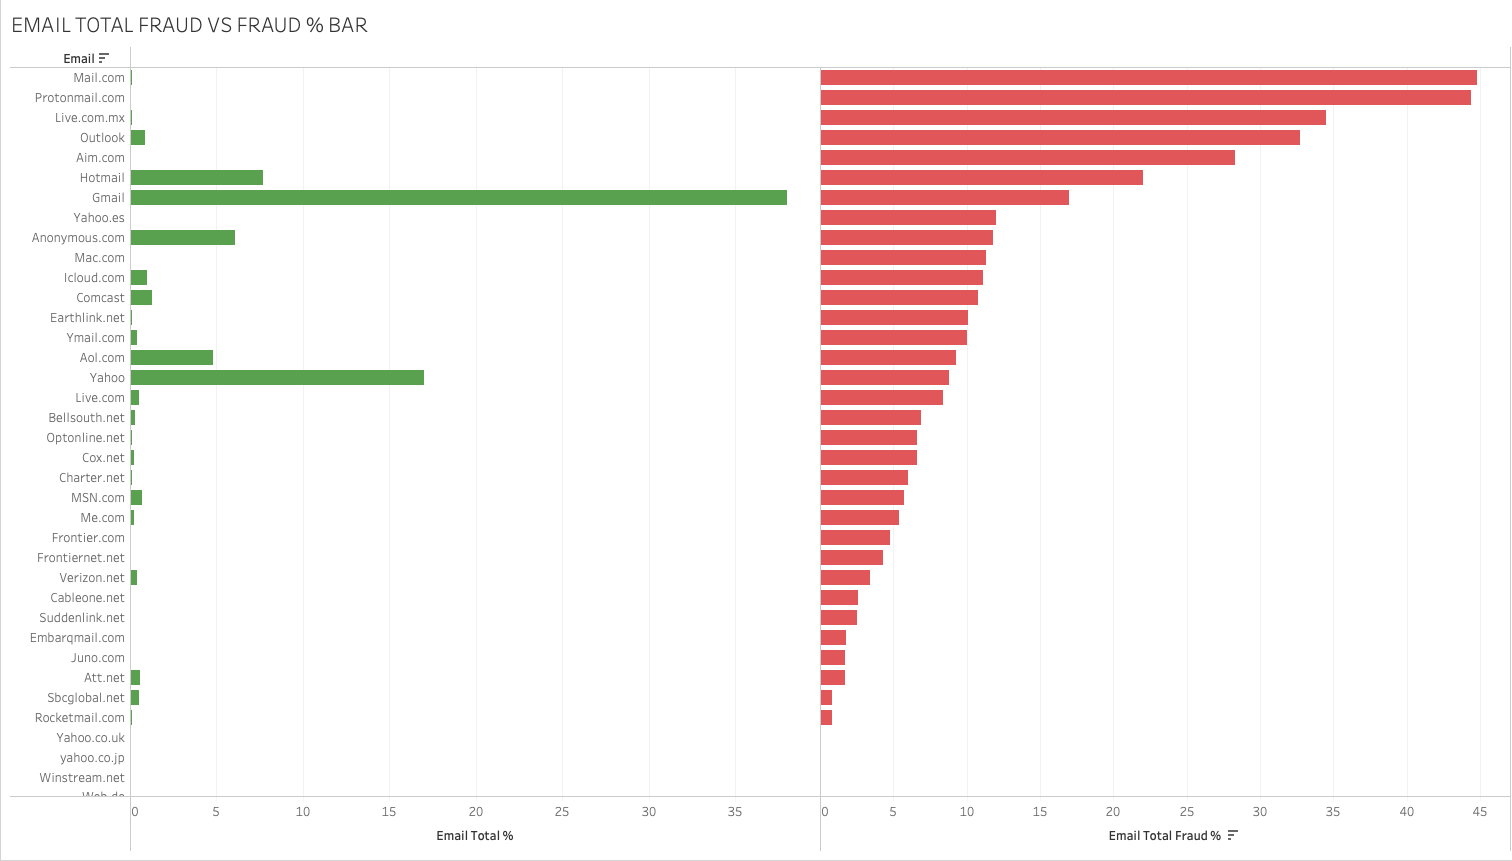 EMAIL TOTAL FRAUD VS FRAUD % BAR
Email
Mail.com
Protonmail.com
Live.com.mx
Outlook
Aim.com
Hotmail
Gmail
Yahoo.es
Anonymous.com
Mac.com
Icloud.com
Comcast
Earthlink.net
Ymail.com
Aol.com
Yahoo
Live.com
Bellsouth.net
Optonline.net
Cox.net
Charter.net
MSN.com
Me.com
Frontier.com
Frontiernet.net
Verizon.net
Cableone.net
Suddenlink.net
Embarqmail.com
Juno.com
Att.net
Sbcglobal.net
Rocketmail.com
Yahoo.co.uk
yahoo.co.jp
Winstream.net
Web.de
0 5 10 15 20 25 30 35 0 5 10 15 20 25 30 35 40 45
Email Total % Email Total Fraud %